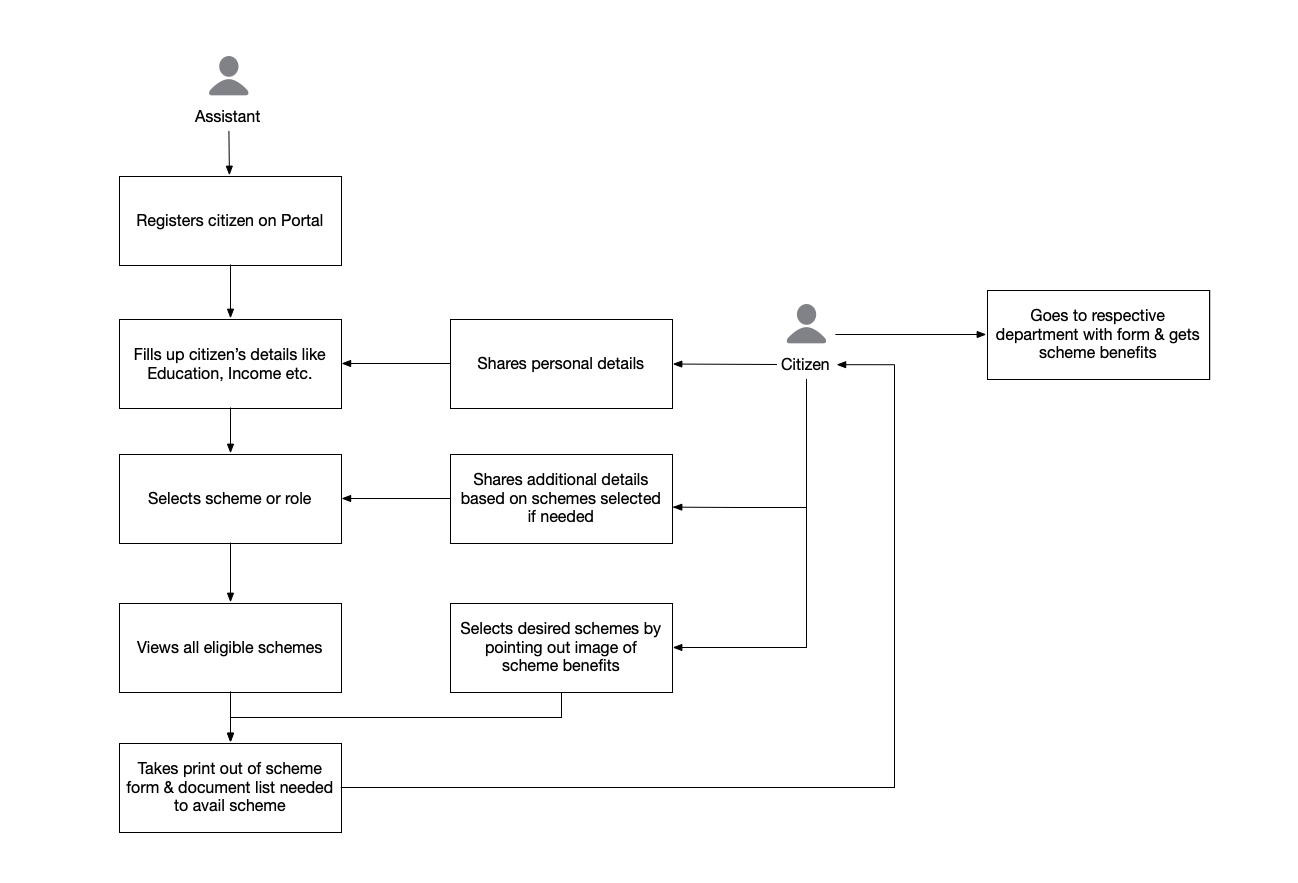 Assistant
Registers citizen on Portal
Fills up citizen’s details like
Education, Income etc.
Shares personal details
Citizen
Goes to respective
department with form & gets
scheme benefits
Selects scheme or role
Shares additional details
based on schemes selected
if needed
Views all eligible schemes
Selects desired schemes by
pointing out image of
scheme benefits
Takes print out of scheme
form & document list needed
to avail scheme